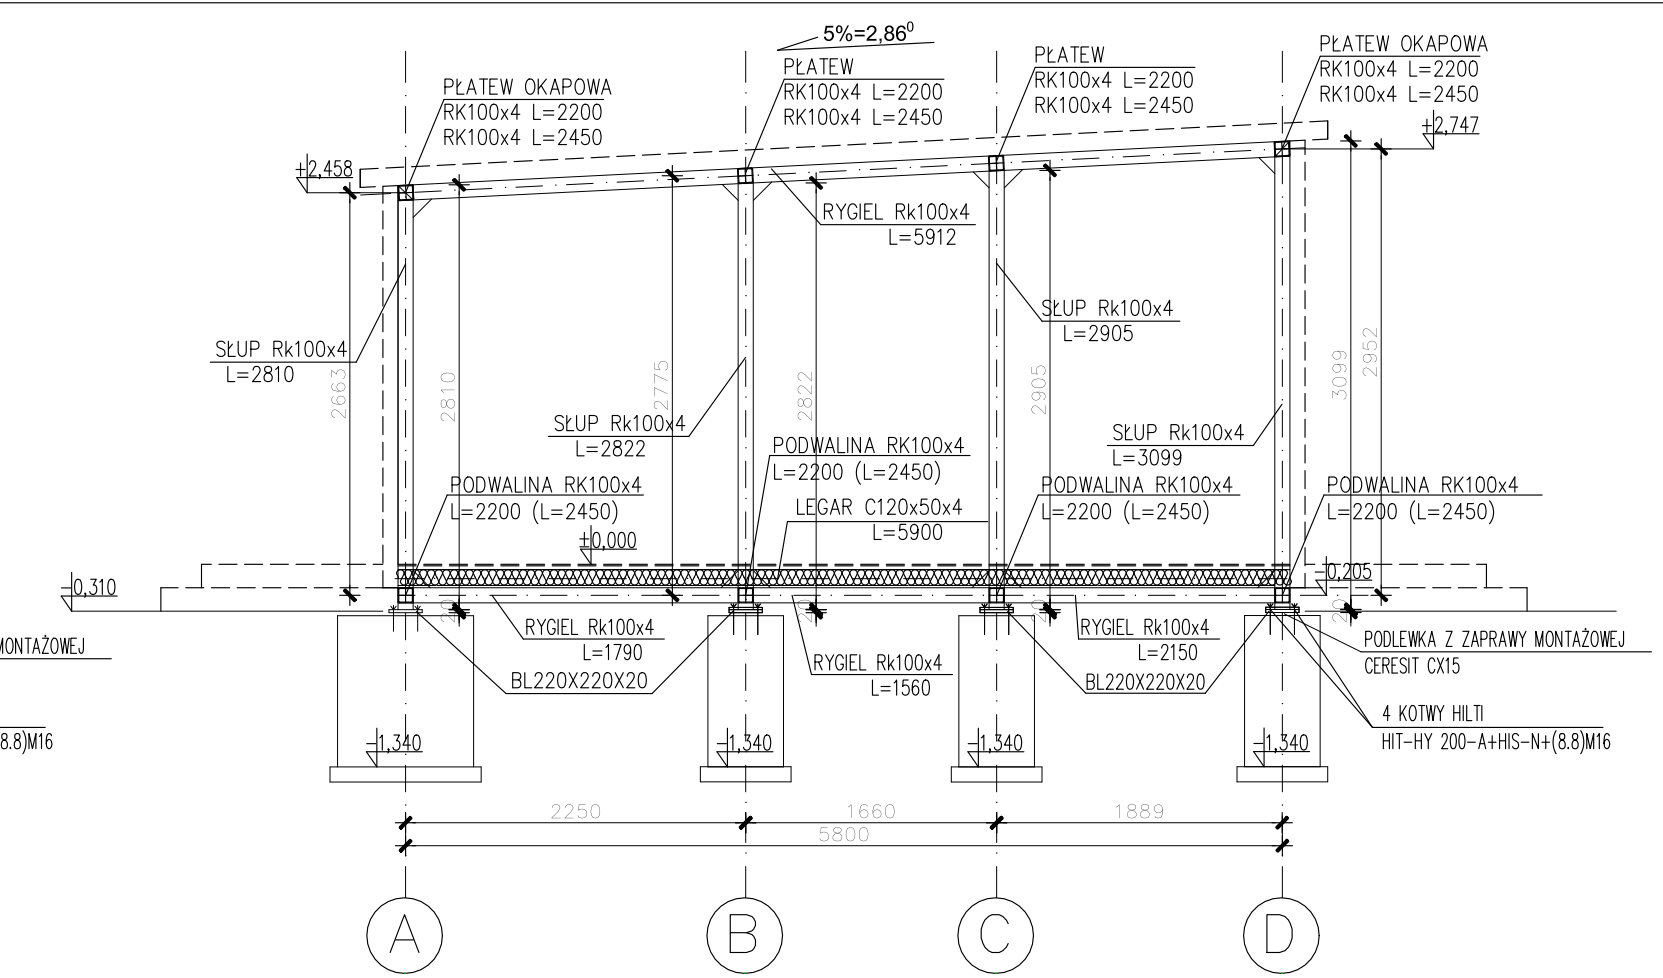 5%=2,86⁰
PŁATEW OKAPOWA
RK100x4 L=2200
RK100x4 L=2450
PŁATEW
RK100x4 L=2200
RK100x4 L=2450
PŁATEW
RK100x4 L=2200
RK100x4 L=2450
PŁATEW OKAPOWA
RK100x4 L=2200
RK100x4 L=2450
+2,458
+2,747
RYGIEL Rk100x4
L=5912
SŁUP Rk100x4
L=2810
SŁUP Rk100x4
L=2822
SŁUP Rk100x4
L=2905
SŁUP Rk100x4
L=3099
2663
2810
2775
2822
2905
3099
2952
PODWALINA RK100x4
L=2200 (L=2450)
PODWALINA RK100x4
L=2200 (L=2450)
PODWALINA RK100x4
L=2200 (L=2450)
PODWALINA RK100x4
L=2200 (L=2450)
LEGAR C120x50x4
L=5900
±0,000
-0,310
-0,205
20
20
20
20
RYGIEL Rk100x4
L=1790
RYGIEL Rk100x4
L=1560
RYGIEL Rk100x4
L=2150
BL220X220X20
BL220X220X20
MONTAŻOWEJ
8.8)M16
PODLEWKA Z ZAPRAWY MONTAŻOWEJ
CERESIT CX15
4 KOTWY HILTI
HIT-HY 200-A+HIS-N+(8.8)M16
-1,340
-1,340
-1,340
-1,340
2250
1660
1889
5800
A
B
C
D